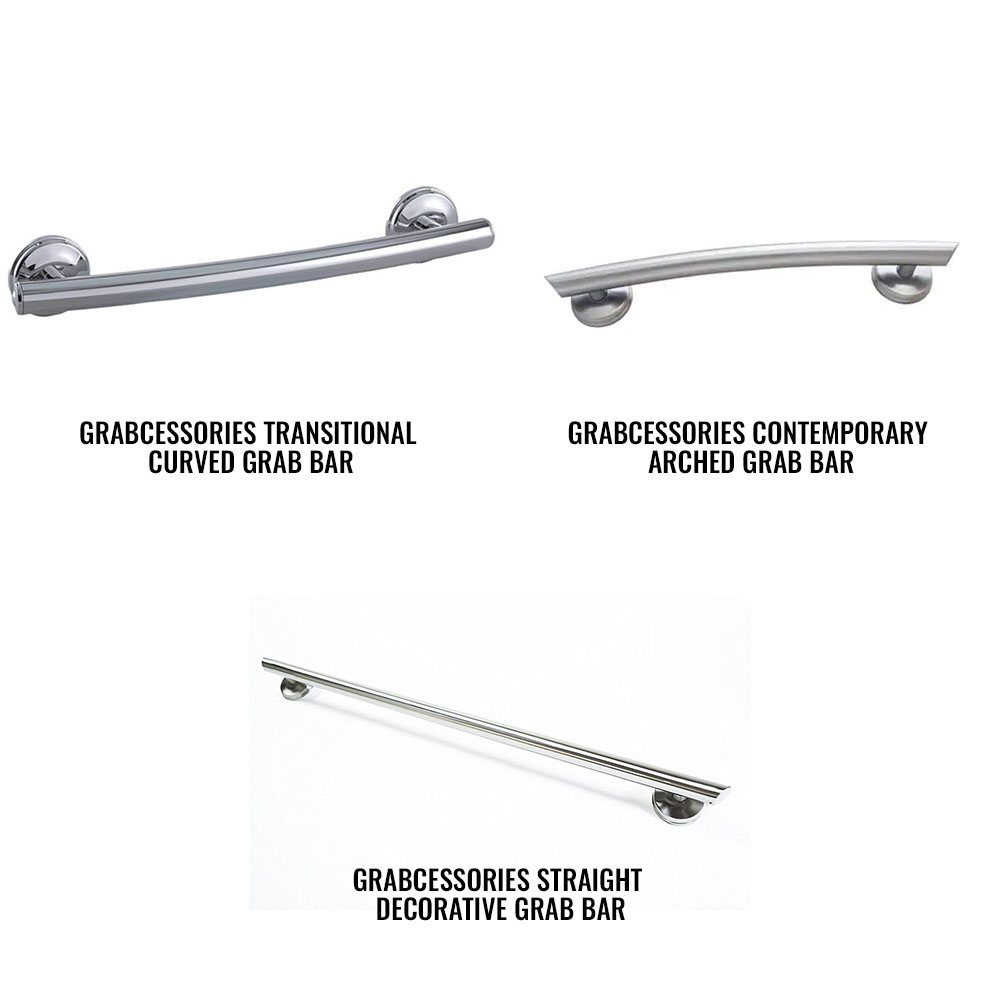 GRABCESSORIES TRANSITIONAL
CURVED GRAB BAR
GRABCESSORIES CONTEMPORARY
ARCHED GRAB BAR
GRABCESSORIES STRAIGHT
DECORATIVE GRAB BAR